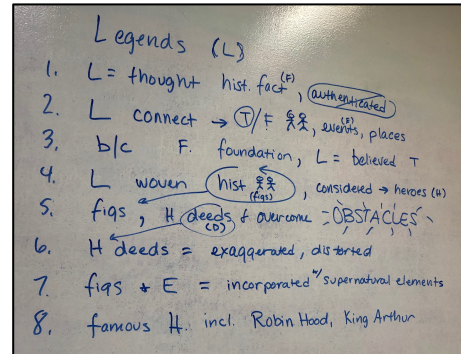 Legends (L)
1. L = thought hist. fact (F), authenticated
2. L connect → T/F, events (E), places
3. b/c F. foundation, L = believed T
4. L woven hist (figs), considered → heroes (H)
5. figs, H deeds (D) & overcome OBSTACLES
6. H deeds = exaggerated, distorted
7. figs + E = incorporated w/ supernatural elements
8. famous H. incl. Robin Hood, King Arthur